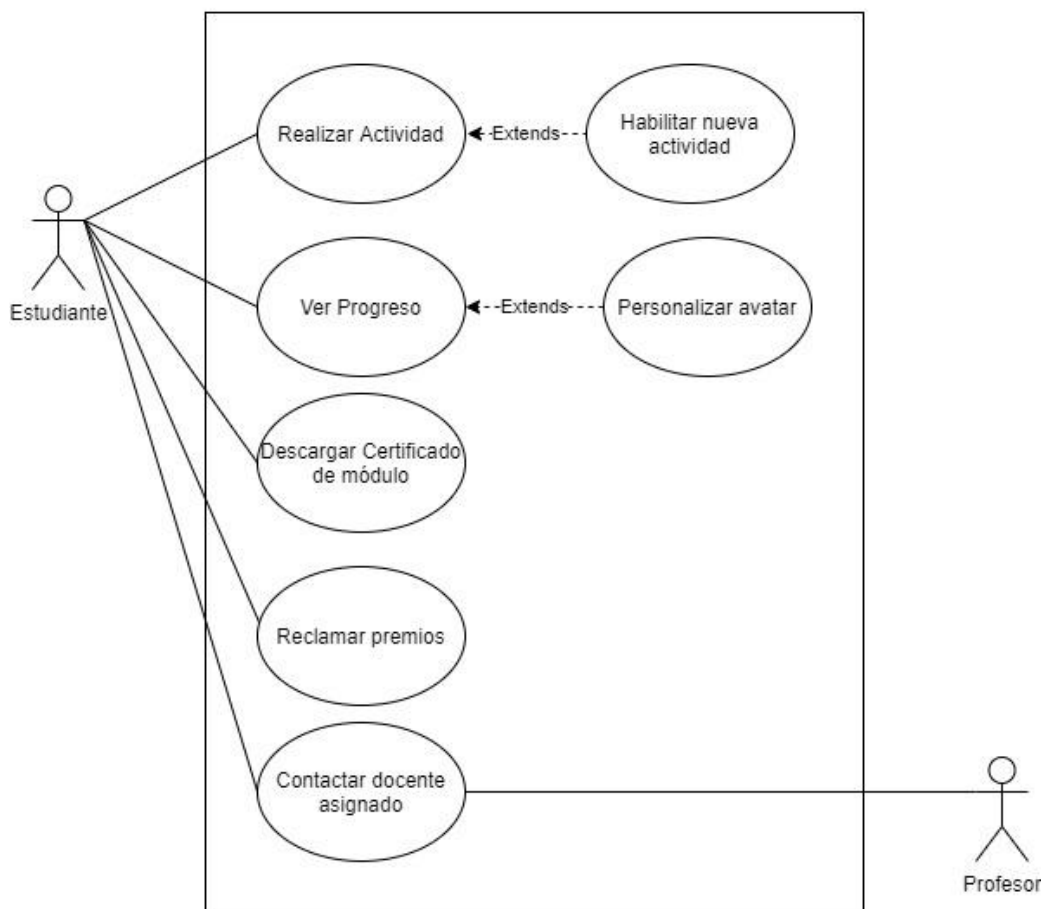 Realizar Actividad
Extends
Habilitar nueva
actividad
Estudiante
Ver Progreso
Extends
Personalizar avatar
Descargar Certificado
de módulo
Reclamar premios
Contactar docente
asignado
Profesor